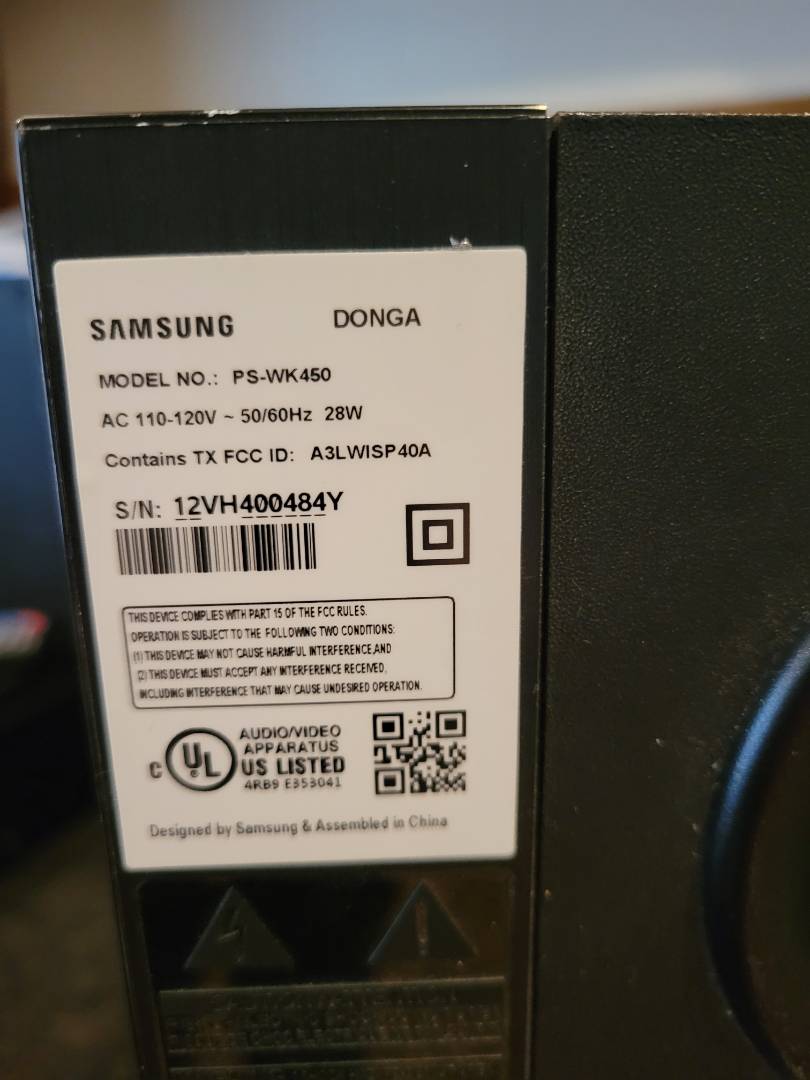 SAMSUNG DONGA
MODEL NO.: PS-WK450
AC 110-120V ~ 50/60Hz 28W
Contains TX FCC ID: A3LWISP40A
S/N: 12VH400484Y
THIS DEVICE COMPLIES WITH PART 15 OF THE FCC RULES.
OPERATION IS SUBJECT TO THE FOLLOWING TWO CONDITIONS:
(1) THIS DEVICE MAY NOT CAUSE HARMFUL INTERFERENCE,AND
(2) THIS DEVICE MUST ACCEPT ANY INTERFERENCE RECEIVED,
INCLUDING INTERFERENCE THAT MAY CAUSE UNDESIRED OPERATION.
AUDIO/VIDEO
APPARATUS
C UL US LISTED
4RB9 E353041
Designed by Samsung & Assembled in China